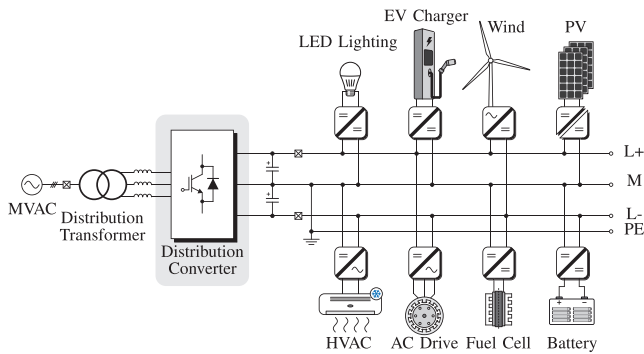 EV Charger
LED Lighting
Wind
PV
L+
M
L-
PE
MVAC
Distribution
Transformer
Distribution
Converter
HVAC
AC Drive
Fuel Cell
Battery